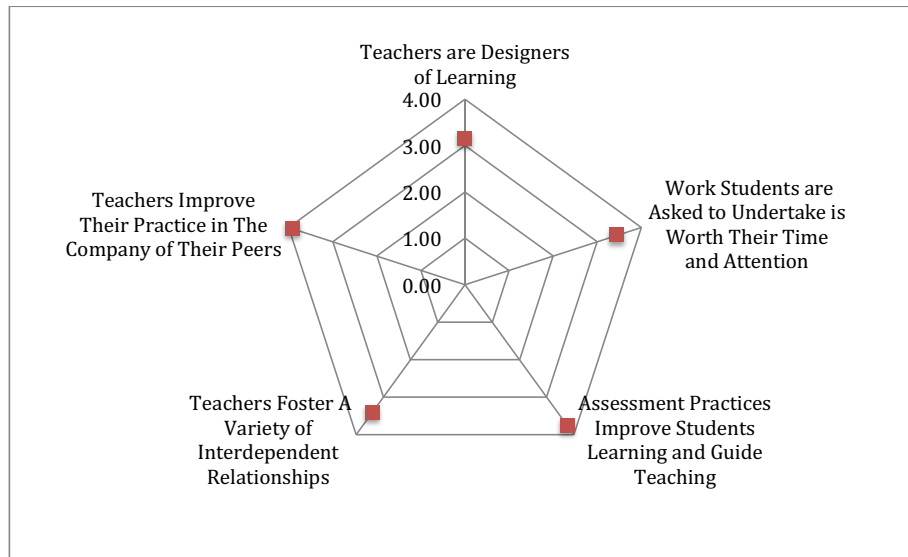 Teachers are Designers
of Learning
4.00
3.00
2.00
1.00
0.00
Work Students are
Asked to Undertake is
Worth Their Time
and Attention
Assessment Practices
Improve Students
Learning and Guide
Teaching
Teachers Foster A
Variety of
Interdependent
Relationships
Teachers Improve
Their Practice in The
Company of Their Peers